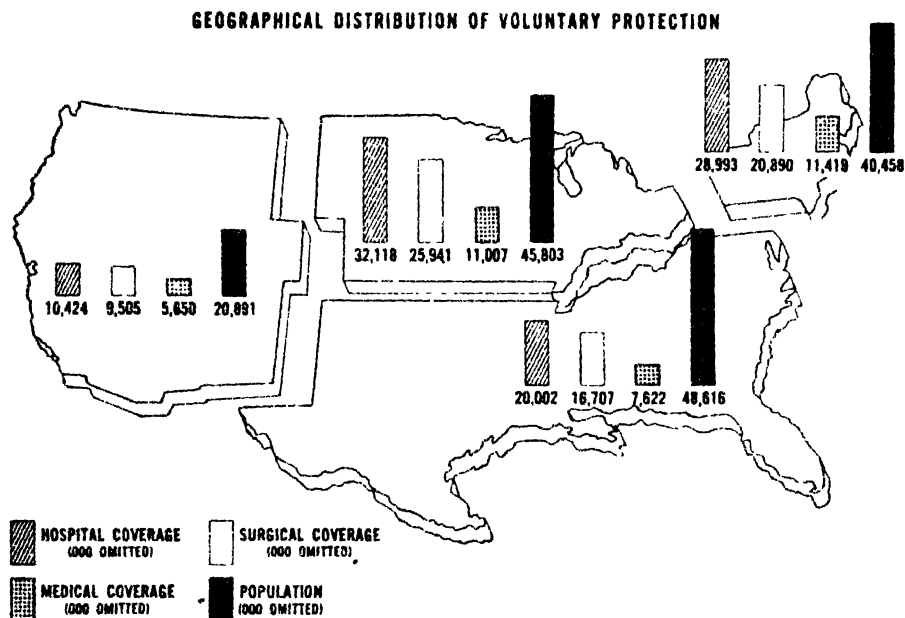 GEOGRAPHICAL DISTRIBUTION OF VOLUNTARY PROTECTION
28,993 20,890 11,419 40,458
32,118 25,941 11,007 45,803
10,424 9,505 5,650 20,891
20,002 16,707 7,622 48,616
HOSPITAL COVERAGE
(000 OMITTED)
SURGICAL COVERAGE
(000 OMITTED)
MEDICAL COVERAGE
(000 OMITTED)
POPULATION
(000 OMITTED)